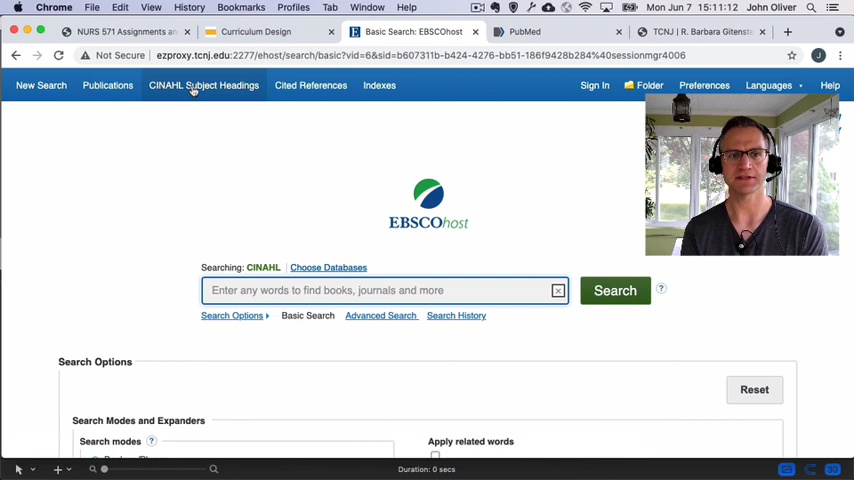 Chrome File Edit View History Bookmarks Profiles Tab Window Help Mon Jun 7 15:11:12 John Oliver
NURS 571 Assignments an
Curriculum Design
Basic Search: EBSCOhost
PubMed
TCNJ | R. Barbara Gitenste
Not Secure ezproxy.tcnj.edu:2277/ehost/search/basic?vid=6&sid=b607311b-b424-4276-bb51-186f9428b284%40sessionmgr4006
J
New Search Publications CINAHL Subject Headings Cited References Indexes Sign In Folder Preferences Languages Help
EBSCOhost
Searching: CINAHL Choose Databases
Enter any words to find books, journals and more
Search
?
Search Options Basic Search Advanced Search Search History
Search Options
Reset
Search Modes and Expanders
Search modes ? Apply related words
Duration: 0 secs
30